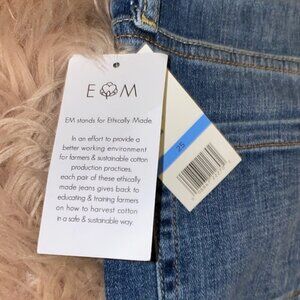 E M
EM stands for Ethically Made.
In an effort to provide a
better working environment
for farmers & sustainable cotton
production practices,
each pair of these ethically
made jeans gives back to
educating & training farmers
on how to harvest cotton
in a safe & sustainable way.
25